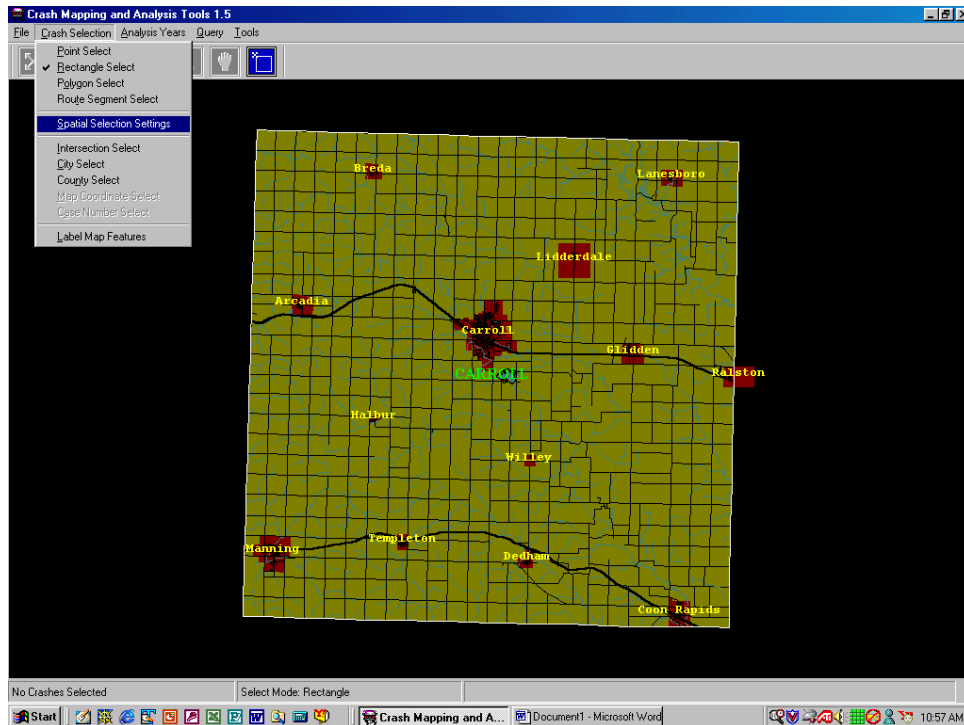 Crash Mapping and Analysis Tools 1.5
File Crash Selection Analysis Years Query Tools
Point Select
Rectangle Select
Polygon Select
Route Segment Select
Spatial Selection Settings
Intersection Select
City Select
County Select
Map Coordinate Select
Case Number Select
Label Map Features
Breda
Lanesboro
Lidderdale
Arcadia
Carroll
Glidden
CARROLL
Ralston
Halbur
Willey
Manning
Templeton
Dedham
Coon Rapids
No Crashes Selected
Select Mode: Rectangle
Start
Crash Mapping and A...
Document1 - Microsoft Word
10:57 AM